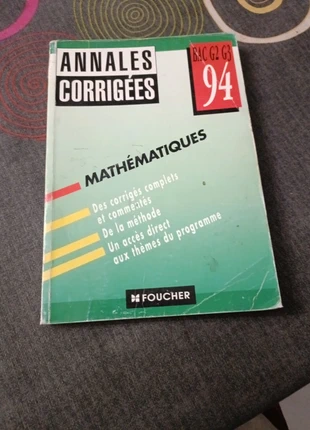 ANNALES
CORRIGÉES
BAC G2 G3
94
MATHÉMATIQUES
Des corrigés complets
et commentés
De la méthode
Un accès direct
aux thèmes du programme
FOUCHER